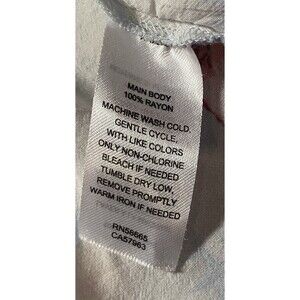 MAIN BODY
100% RAYON
MACHINE WASH COLD.
GENTLE CYCLE,
WITH LIKE COLORS
ONLY NON-CHLORINE
BLEACH IF NEEDED
TUMBLE DRY LOW,
REMOVE PROMPTLY
WARM IRON IF NEEDED
RN58665
CA57963